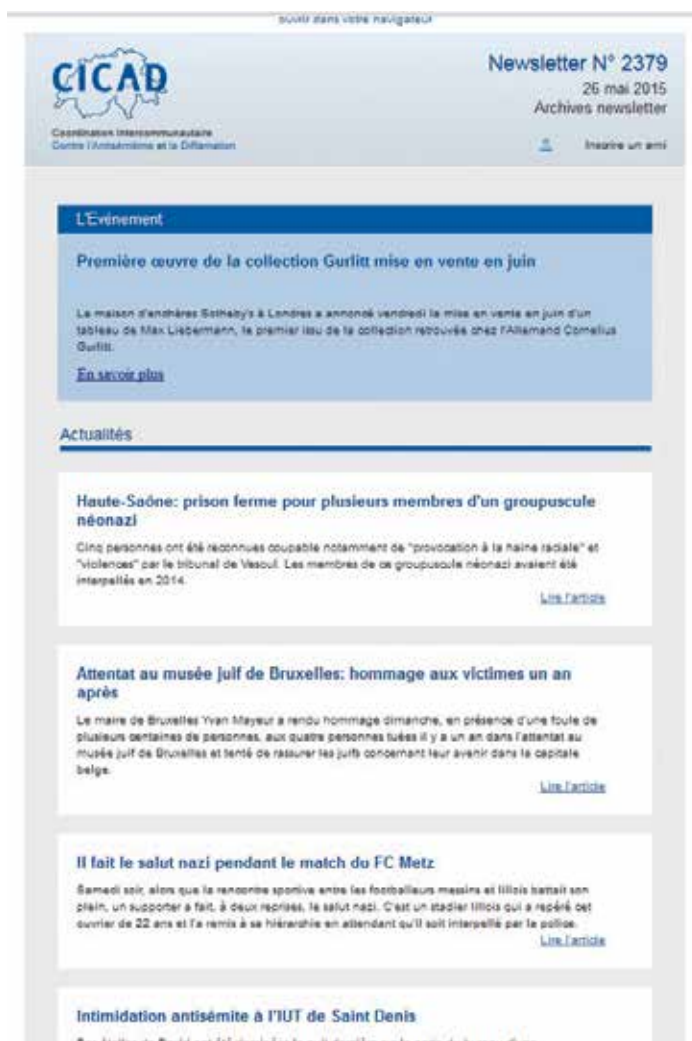 ouvrir dans votre navigateur
CICAD
Coordination Intercommunautaire
Contre l'Antisémitisme et la Diffamation
Newsletter N° 2379
26 mai 2015
Archives newsletter
Inscrire un ami
L'Evénement
Première œuvre de la collection Gurlitt mise en vente en juin
La maison d'enchères Sotheby's à Londres a annoncé vendredi la mise en vente en juin d'un
tableau de Max Liebermann, le premier issu de la collection retrouvée chez l'Allemand Cornelius
Gurlitt.
En savoir plus
Actualités
Haute-Saône: prison ferme pour plusieurs membres d'un groupuscule
néonazi
Cinq personnes ont été reconnues coupable notamment de "provocation à la haine raciale" et
"violences" par le tribunal de Vesoul. Les membres de ce groupuscule néonazi avaient été
interpellés en 2014.
Lire l'article
Attentat au musée juif de Bruxelles: hommage aux victimes un an
après
Le maire de Bruxelles Yvan Mayeur a rendu hommage dimanche, en présence d'une foule de
plusieurs centaines de personnes, aux quatre personnes tuées il y a un an dans l'attentat au
musée juif de Bruxelles et tenté de rassurer les juifs concernant leur avenir dans la capitale
belge.
Lire l'article
Il fait le salut nazi pendant le match du FC Metz
Samedi soir, alors que la rencontre sportive entre les footballeurs messins et lillois battait son
plein, un supporter a fait, à deux reprises, le salut nazi. C'est un stadier lillois qui a repéré cet
ouvrier de 22 ans et l'a remis à sa hiérarchie en attendant qu'il soit interpellé par la police.
Lire l'article
Intimidation antisémite à l'IUT de Saint Denis